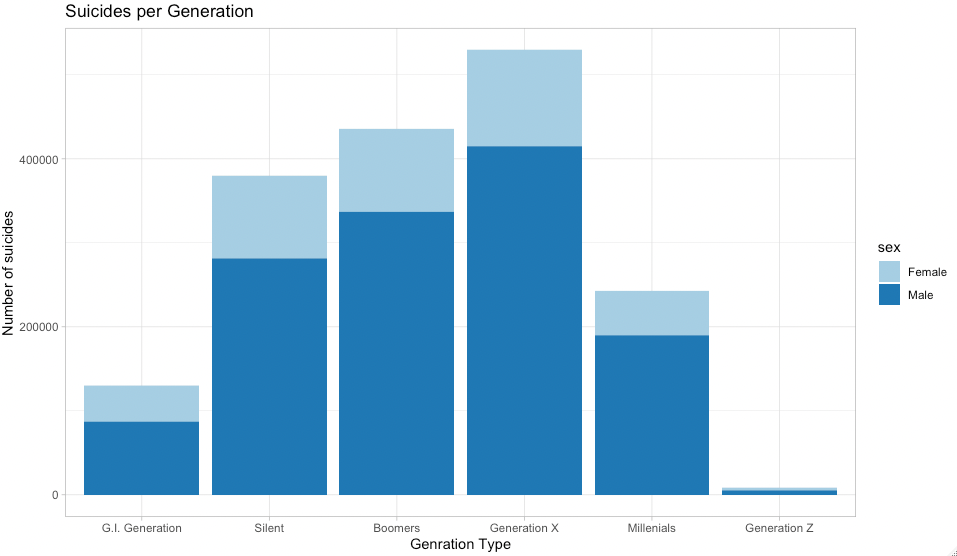 Suicides per Generation
Number of suicides
400000
200000
0
G.I. Generation
Silent
Boomers
Generation X
Millenials
Generation Z
Genration Type
sex
Female
Male